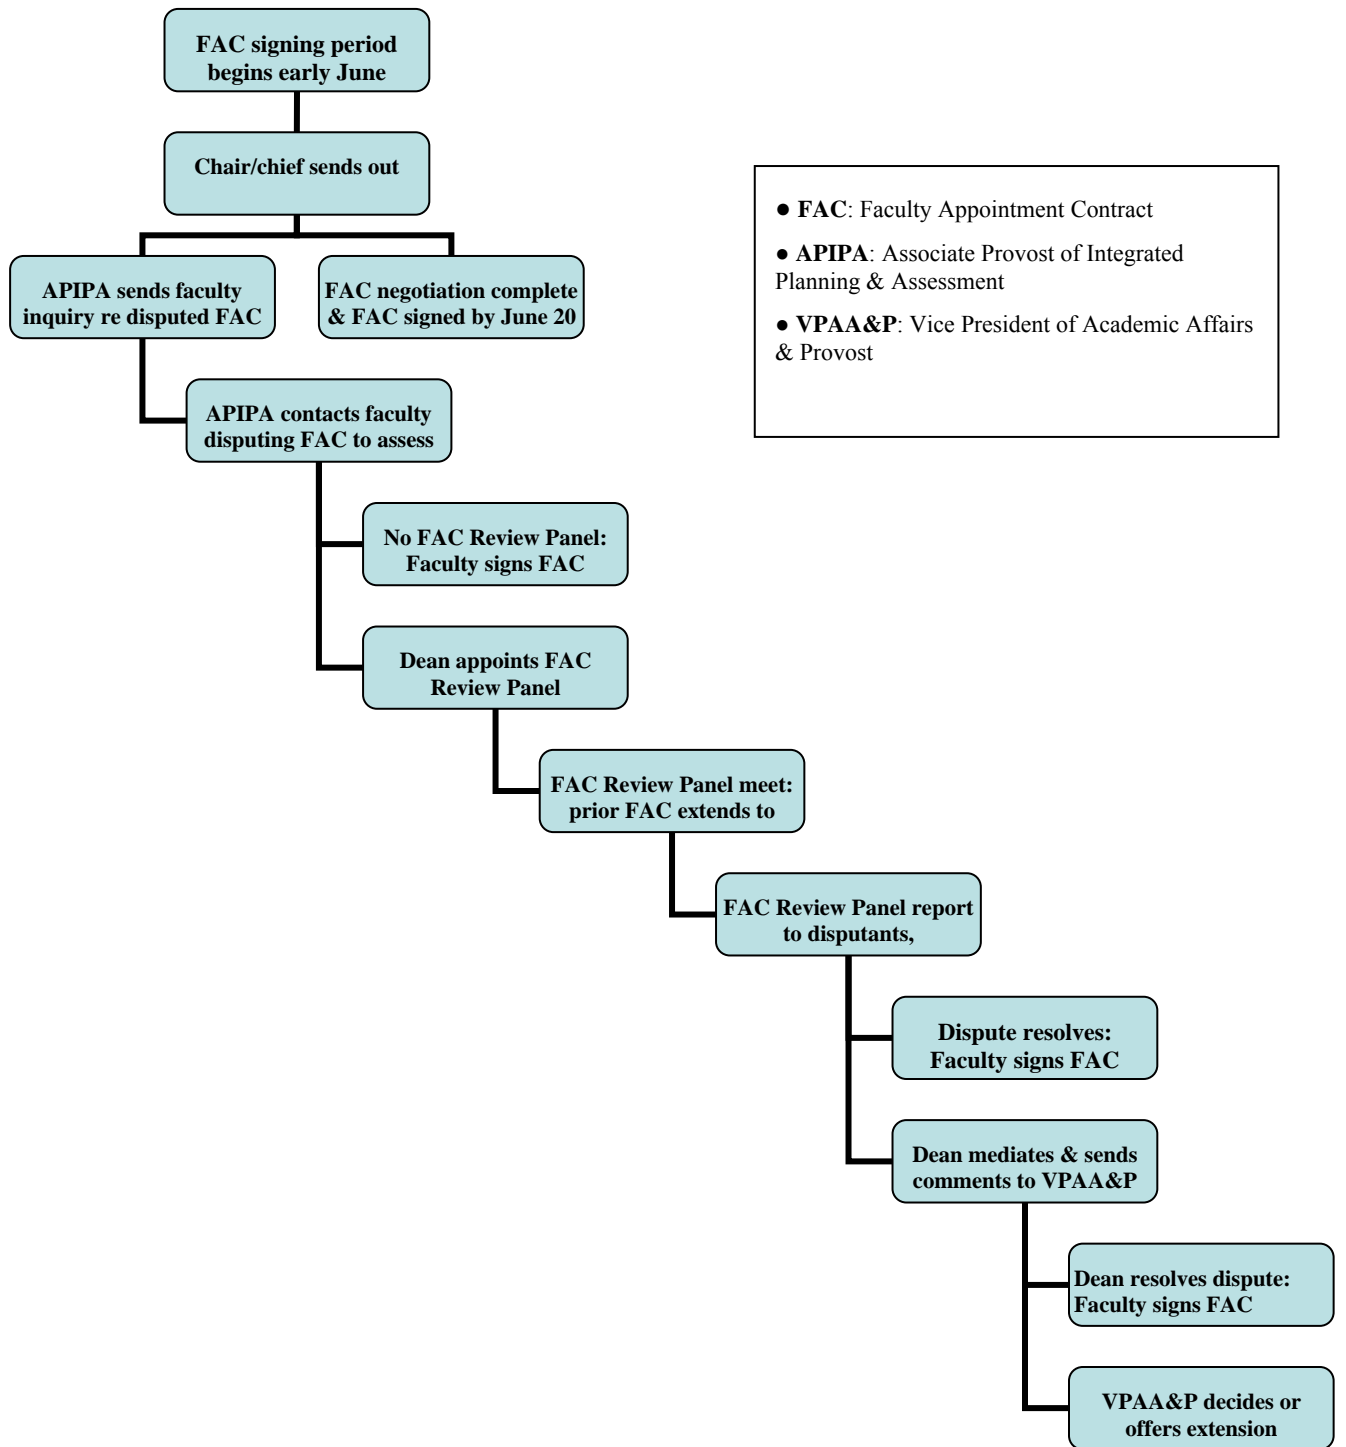 FAC signing period
begins early June
Chair/chief sends out
● FAC: Faculty Appointment Contract
● APIPA: Associate Provost of Integrated
Planning & Assessment
● VPAA&P: Vice President of Academic Affairs
& Provost
APIPA sends faculty
inquiry re disputed FAC
FAC negotiation complete
& FAC signed by June 20
APIPA contacts faculty
disputing FAC to assess
No FAC Review Panel:
Faculty signs FAC
Dean appoints FAC
Review Panel
FAC Review Panel meet:
prior FAC extends to
FAC Review Panel report
to disputants,
Dispute resolves:
Faculty signs FAC
Dean mediates & sends
comments to VPAA&P
Dean resolves dispute:
Faculty signs FAC
VPAA&P decides or
offers extension